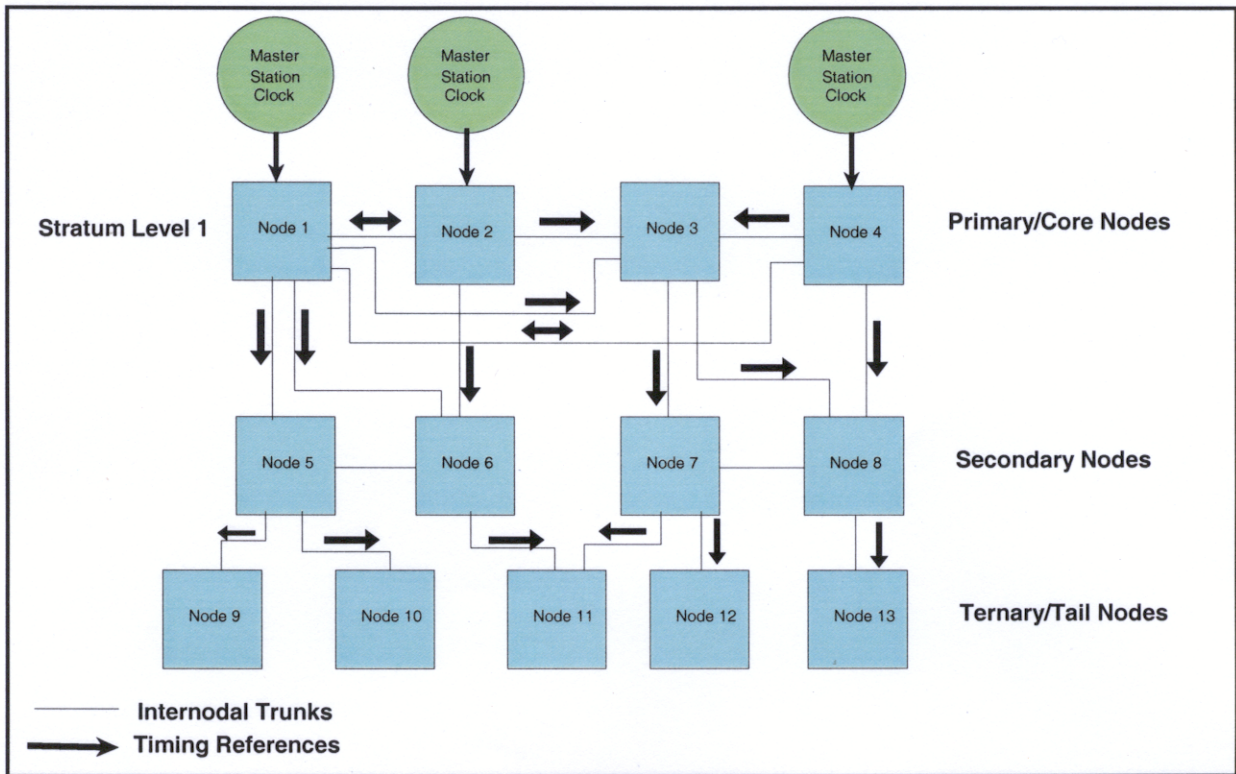 Master
Station
Clock
Master
Station
Clock
Master
Station
Clock
Stratum Level 1
Node 1
Node 2
Node 3
Node 4
Primary/Core Nodes
Node 5
Node 6
Node 7
Node 8
Secondary Nodes
Node 9
Node 10
Node 11
Node 12
Node 13
Ternary/Tail Nodes
Internodal Trunks
Timing References